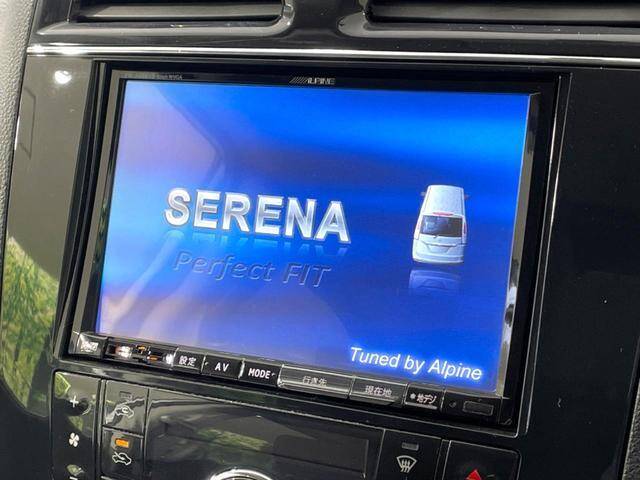 ALPINE
SERENA
Perfect FIT
Tuned by Alpine
設定 AV MODE 行き先 現在地 *地デジ